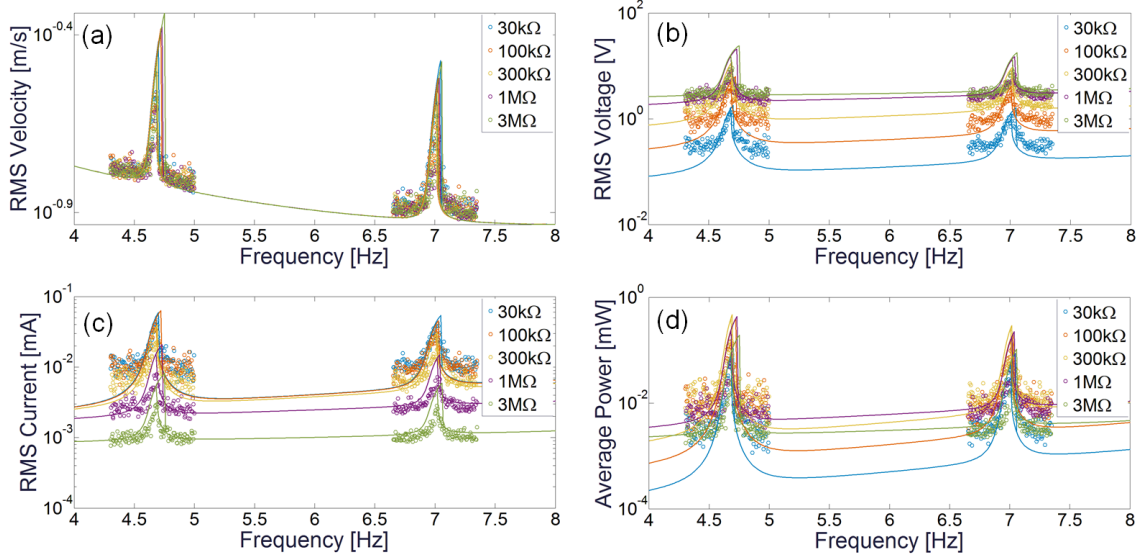 (a)
RMS Velocity [m/s]
10^-0.4
10^-0.9
4 4.5 5 5.5 6 6.5 7 7.5 8
Frequency [Hz]
30kΩ
100kΩ
300kΩ
1MΩ
3MΩ
(b)
RMS Voltage [V]
10^2
10^0
10^-2
4 4.5 5 5.5 6 6.5 7 7.5 8
Frequency [Hz]
30kΩ
100kΩ
300kΩ
1MΩ
3MΩ
(c)
RMS Current [mA]
10^-1
10^-2
10^-3
10^-4
4 4.5 5 5.5 6 6.5 7 7.5 8
Frequency [Hz]
30kΩ
100kΩ
300kΩ
1MΩ
3MΩ
(d)
Average Power [mW]
10^0
10^-2
10^-4
4 4.5 5 5.5 6 6.5 7 7.5 8
Frequency [Hz]
30kΩ
100kΩ
300kΩ
1MΩ
3MΩ